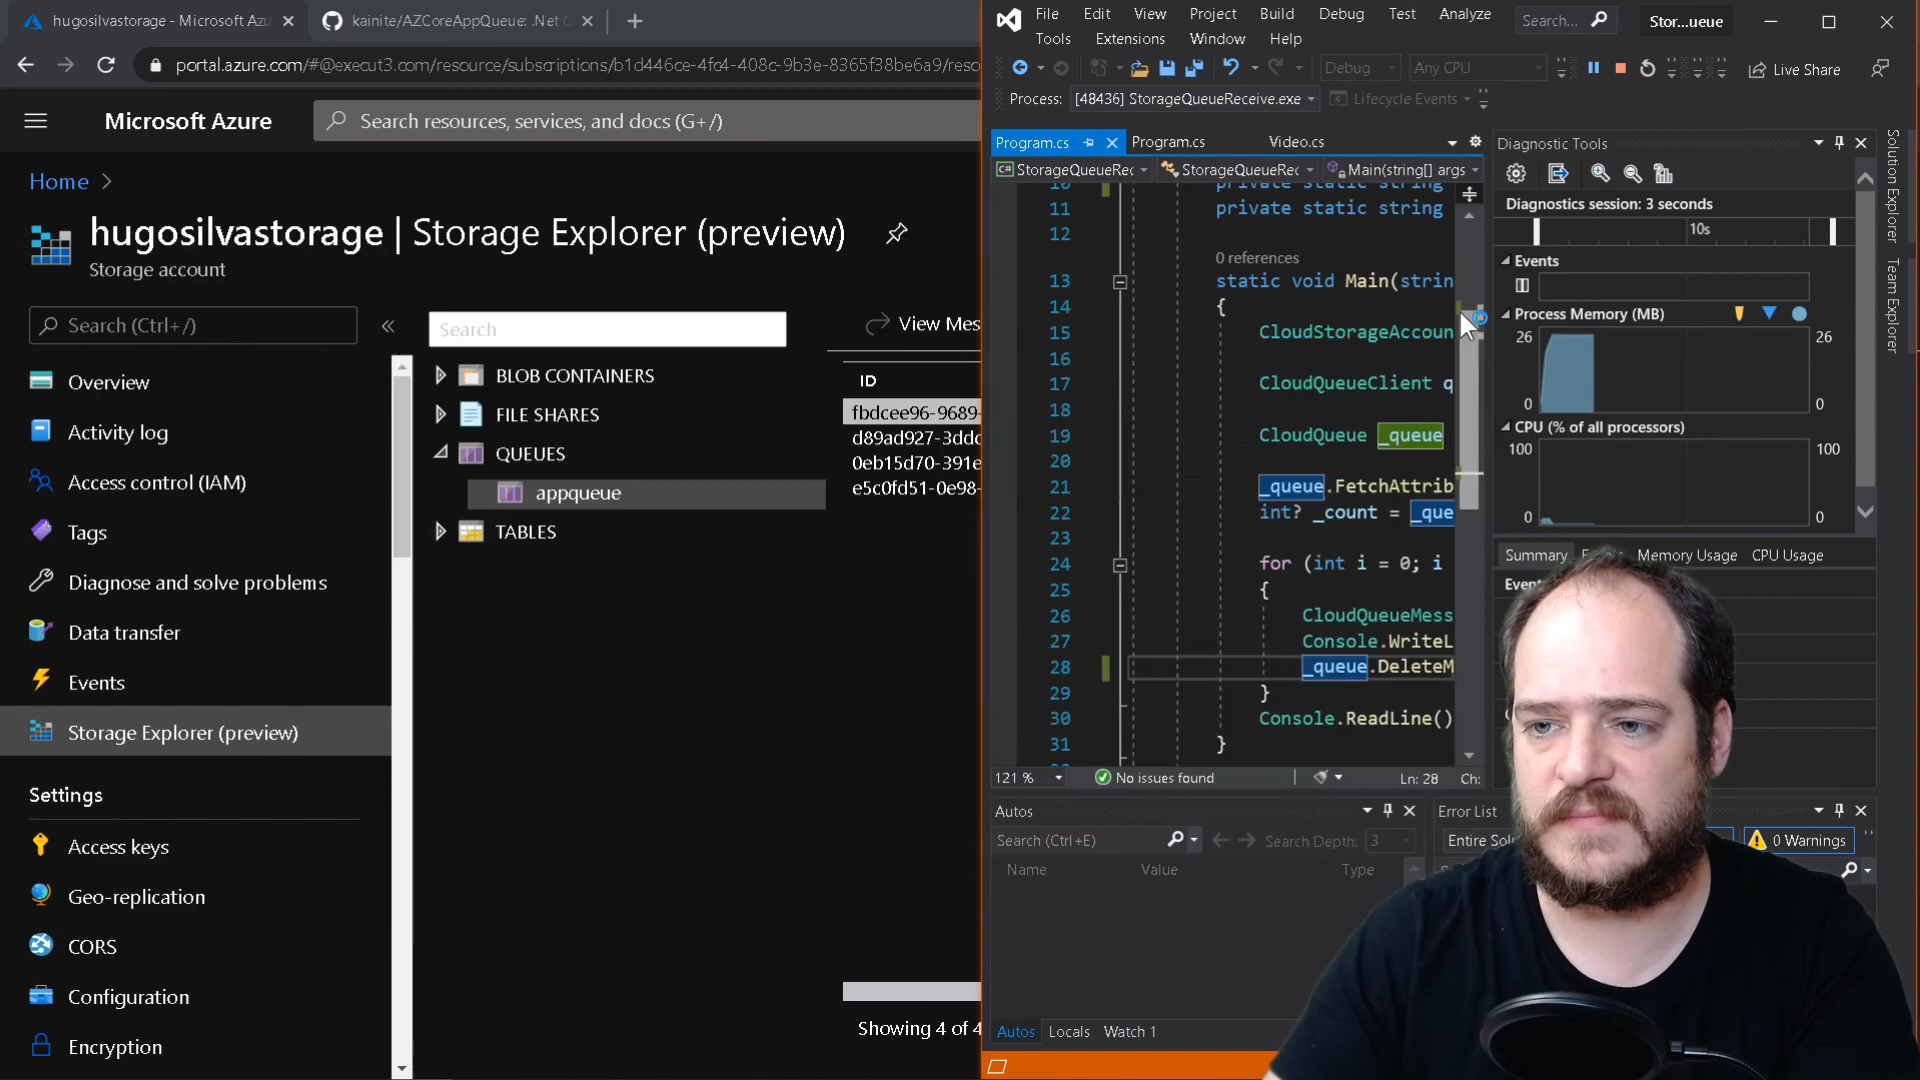 hugosilvastorage - Microsoft Azu
kainite/AZCoreAppQueue: .Net C
portal.azure.com/#@execut3.com/resource/subscriptions/b1d446ce-4fc4-408c-9b3e-8365f38be6a9/reso
Microsoft Azure
Search resources, services, and docs (G+/)
Home
hugosilvastorage | Storage Explorer (preview)
Storage account
Search (Ctrl+/)
Overview
Activity log
Access control (IAM)
Tags
Diagnose and solve problems
Data transfer
Events
Storage Explorer (preview)
Settings
Access keys
Geo-replication
CORS
Configuration
Encryption
Search
BLOB CONTAINERS
FILE SHARES
QUEUES
appqueue
TABLES
View Mes
ID
fbdcee96-9689-
d89ad927-3ddc
0eb15d70-391e
e5c0fd51-0e98-
Showing 4 of 4
File Edit View Project Build Debug Test Analyze
Tools Extensions Window Help
Search...
Stor...ueue
Debug Any CPU
Live Share
Process: [48436] StorageQueueReceive.exe Lifecycle Events
Program.cs Program.cs Video.cs
StorageQueueRec StorageQueueRec Main(string[] args
10 private static string
11 private static string
12
0 references
13 static void Main(strin
14 {
15 CloudStorageAccoun
16
17 CloudQueueClient q
18
19 CloudQueue _queue
20
21 _queue.FetchAttrib
22 int? _count = _que
23
24 for (int i = 0; i
25 {
26 CloudQueueMess
27 Console.WriteL
28 _queue.DeleteM
29 }
30 Console.ReadLine()
31 }
121 % No issues found Ln: 28 Ch:
Autos
Search (Ctrl+E) Search Depth: 3
Name Value Type
Autos Locals Watch 1
Error List
Entire Solu
0 Warnings
Diagnostic Tools
Diagnostics session: 3 seconds
10s
Events
Process Memory (MB)
26 26
0 0
CPU (% of all processors)
100 100
0 0
Summary Memory Usage CPU Usage
Solution Explorer
Team Explorer